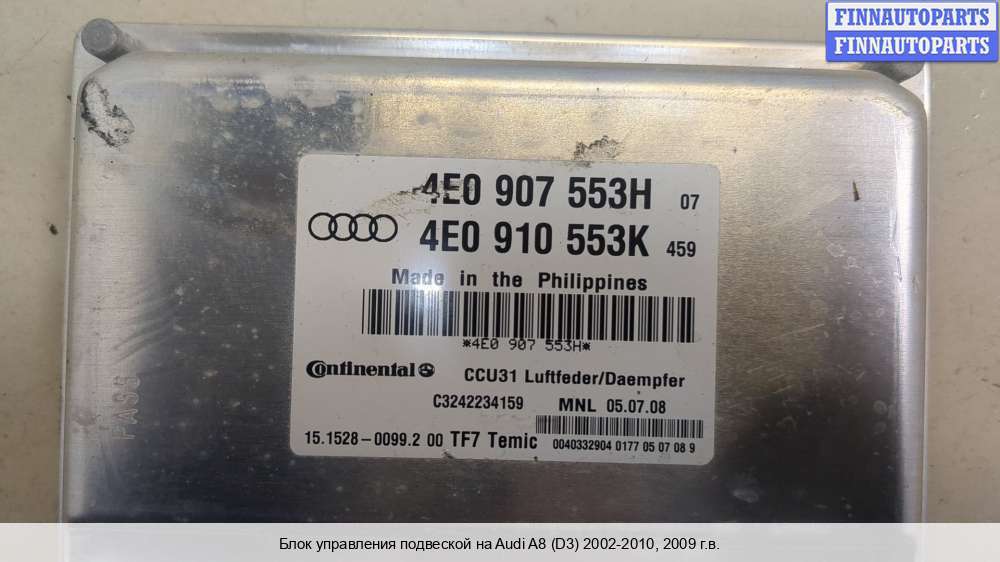 FINNAUTOPARTS
FINNAUTOPARTS
4E0 907 553H 07
4E0 910 553K 459
Made in the Philippines
*4E0 907 553H*
Continental CCU31 Luftfeder/Daempfer
C3242234159 MNL 05.07.08
15.1528-0099.2 00 TF7 Temic 0040332904 0177 05 07 08 9
PASS
Блок управления подвеской на Audi A8 (D3) 2002-2010, 2009 г.в.